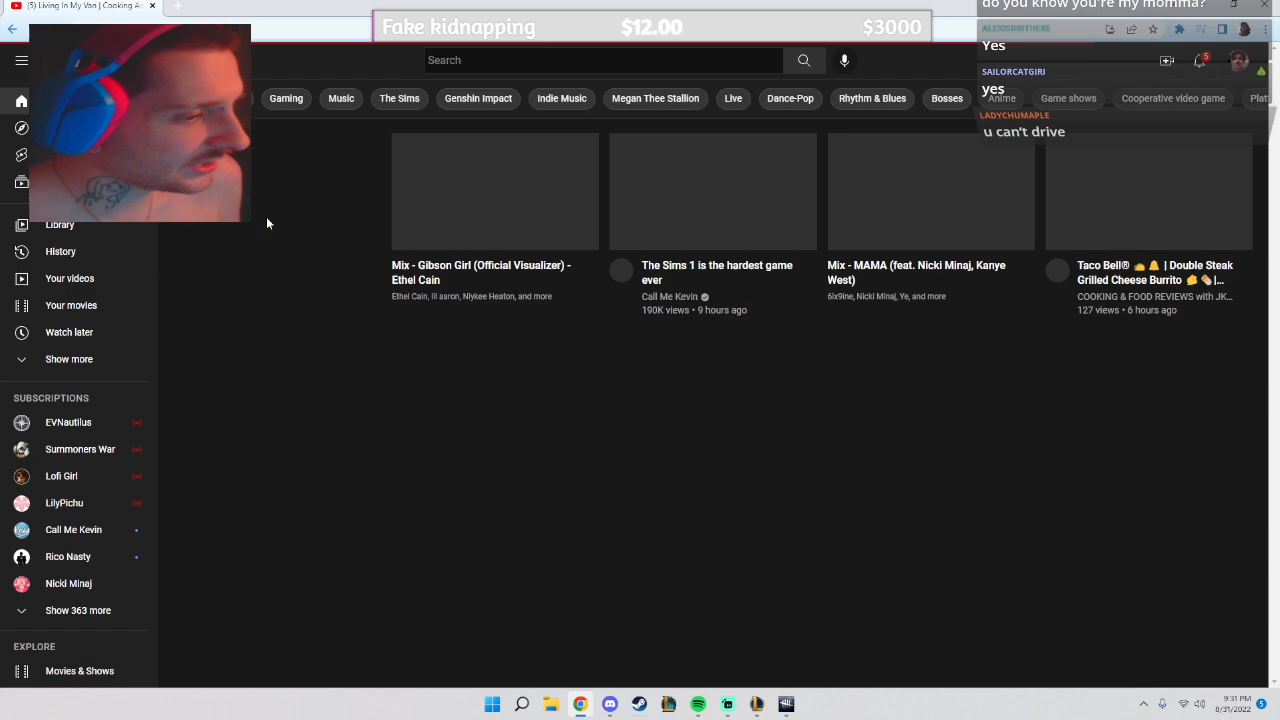 5) Living In My Van | Cooking Ar
Fake kidnapping
$12.00
$3000
do you know you're my momma?
ALEXISHOTHERE
Yes
SAILORCATGIRI
yes
LADYCHUMAPLE
u can't drive
Search
5
Gaming
Music
The Sims
Genshin Impact
Indie Music
Megan Thee Stallion
Live
Dance-Pop
Rhythm & Blues
Bosses
Anime
Game shows
Cooperative video game
Plat
Library
History
Your videos
Your movies
Watch later
Show more
SUBSCRIPTIONS
EVNautilus
Summoners War
Lofi Girl
LilyPichu
Call Me Kevin
Rico Nasty
Nicki Minaj
Show 363 more
EXPLORE
Movies & Shows
Mix - Gibson Girl (Official Visualizer) -
Ethel Cain
Ethel Cain, lil aaron, Niykee Heaton, and more
The Sims 1 is the hardest game
ever
Call Me Kevin
190K views • 9 hours ago
Mix - MAMA (feat. Nicki Minaj, Kanye
West)
6ix9ine, Nicki Minaj, Ye, and more
Taco Bell® 🌮🔔 | Double Steak
Grilled Cheese Burrito 🧀🌯|...
COOKING & FOOD REVIEWS with JK...
127 views • 6 hours ago
9:31 PM
8/31/2022
5